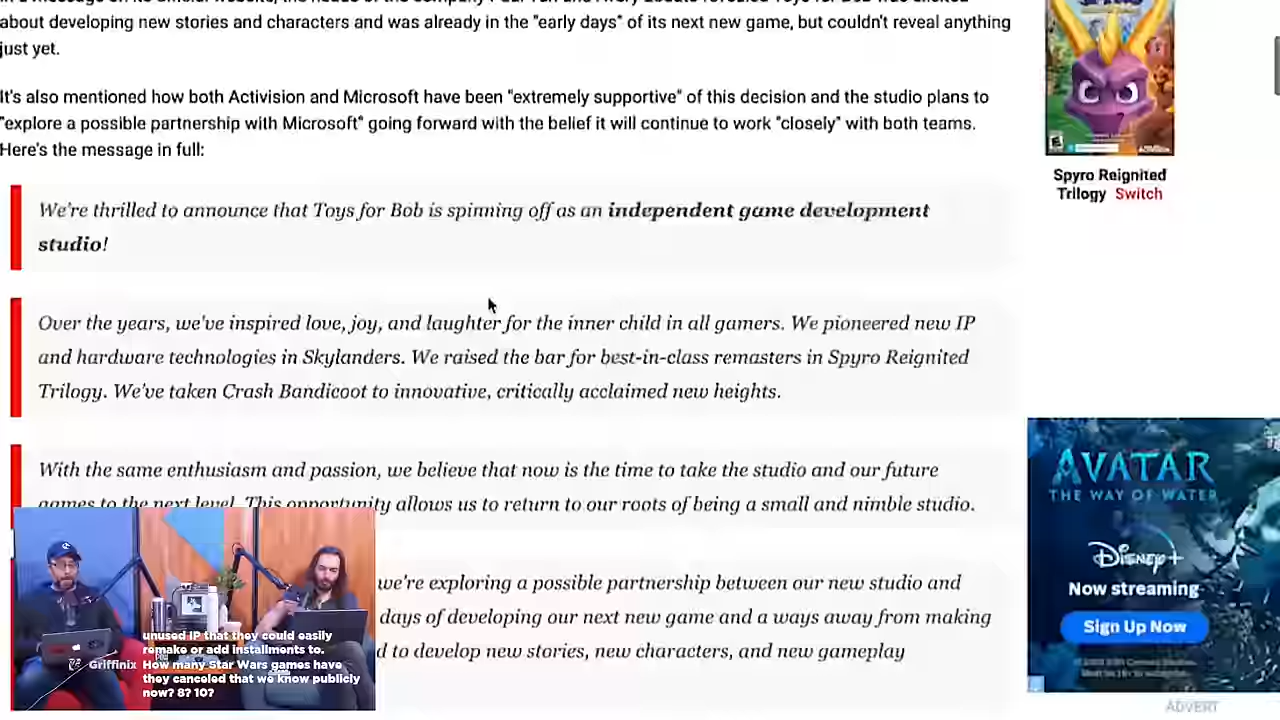 about developing new stories and characters and was already in the "early days" of its next new game, but couldn't reveal anything
just yet.
It's also mentioned how both Activision and Microsoft have been "extremely supportive" of this decision and the studio plans to
"explore a possible partnership with Microsoft" going forward with the belief it will continue to work "closely" with both teams.
Here's the message in full:
We're thrilled to announce that Toys for Bob is spinning off as an independent game development
studio!
Over the years, we've inspired love, joy, and laughter for the inner child in all gamers. We pioneered new IP
and hardware technologies in Skylanders. We raised the bar for best-in-class remasters in Spyro Reignited
Trilogy. We've taken Crash Bandicoot to innovative, critically acclaimed new heights.
With the same enthusiasm and passion, we believe that now is the time to take the studio and our future
games to the next level. This opportunity allows us to return to our roots of being a small and nimble studio.
we're exploring a possible partnership between our new studio and
days of developing our next new game and a ways away from making
d to develop new stories, new characters, and new gameplay
unused IP that they could easily
remake or add installments to.
Griffinix How many Star Wars games have
they canceled that we know publicly
now? 8? 10?
Spyro Reignited
Trilogy Switch
AVATAR
THE WAY OF WATER
Disney+
Now streaming
Sign Up Now
ADVERT